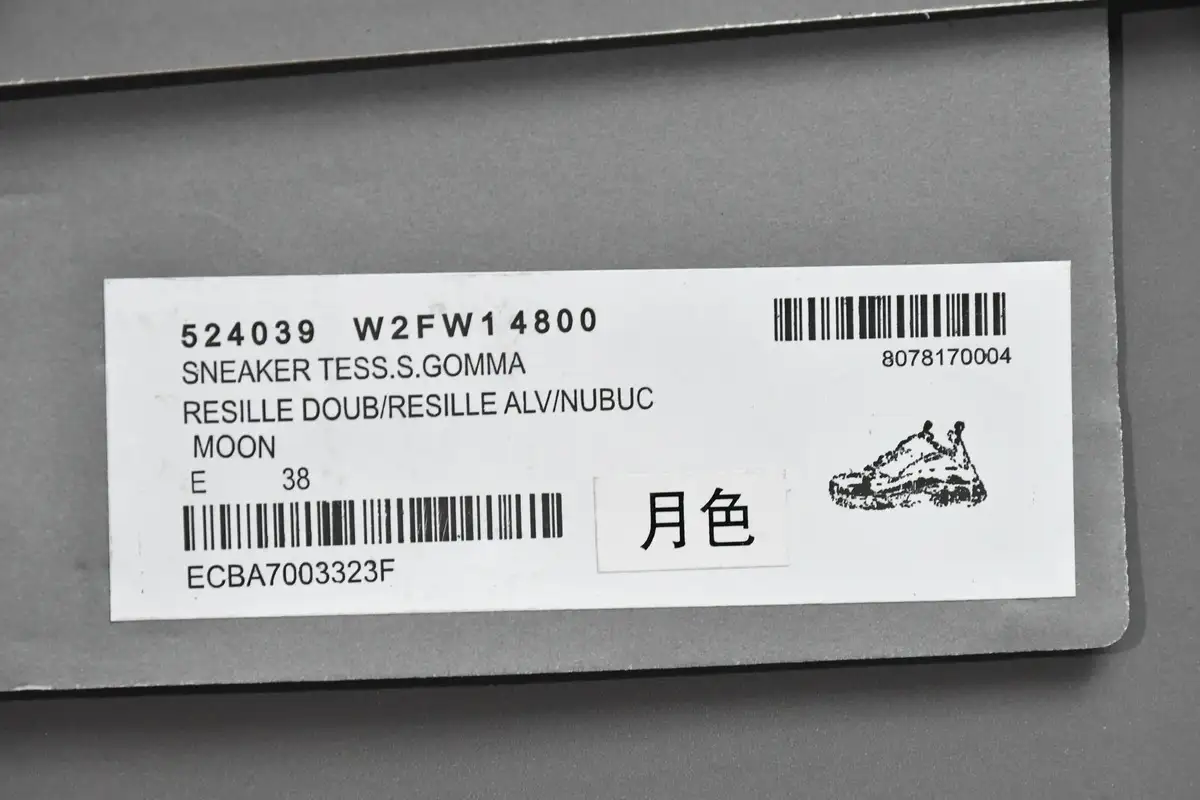 524039 W2FW14800
8078170004
SNEAKER TESS.S.GOMMA
RESILLE DOUB/RESILLE ALV/NUBUC
MOON
E 38
月色
ECBA7003323F